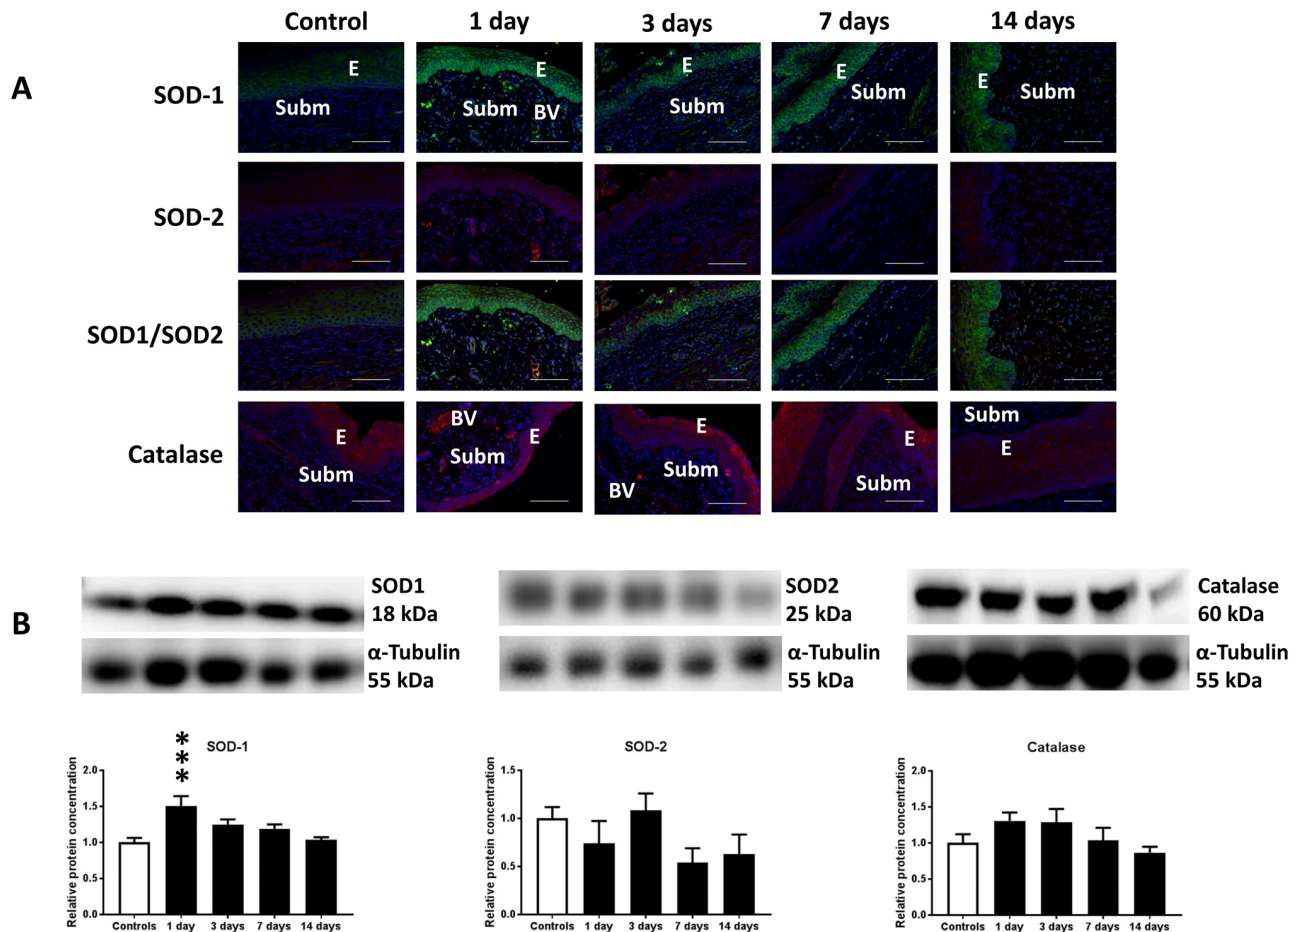 Control 1 day 3 days 7 days 14 days
A
SOD-1
E
Subm
E
Subm
BV
E
Subm
E
Subm
E
Subm
SOD-2
SOD1/SOD2
Catalase
E
Subm
BV
E
Subm
E
Subm
BV
E
Subm
Subm
E
B
SOD1
18 kDa
α-Tubulin
55 kDa
SOD2
25 kDa
α-Tubulin
55 kDa
Catalase
60 kDa
α-Tubulin
55 kDa
SOD-1
***
Relative protein concentration
2.0
1.5
1.0
0.5
0.0
Controls 1 day 3 days 7 days 14 days
SOD-2
Relative protein concentration
1.5
1.0
0.5
0.0
Controls 1 day 3 days 7 days 14 days
Catalase
Relative protein concentration
2.0
1.5
1.0
0.5
0.0
Controls 1 day 3 days 7 days 14 days